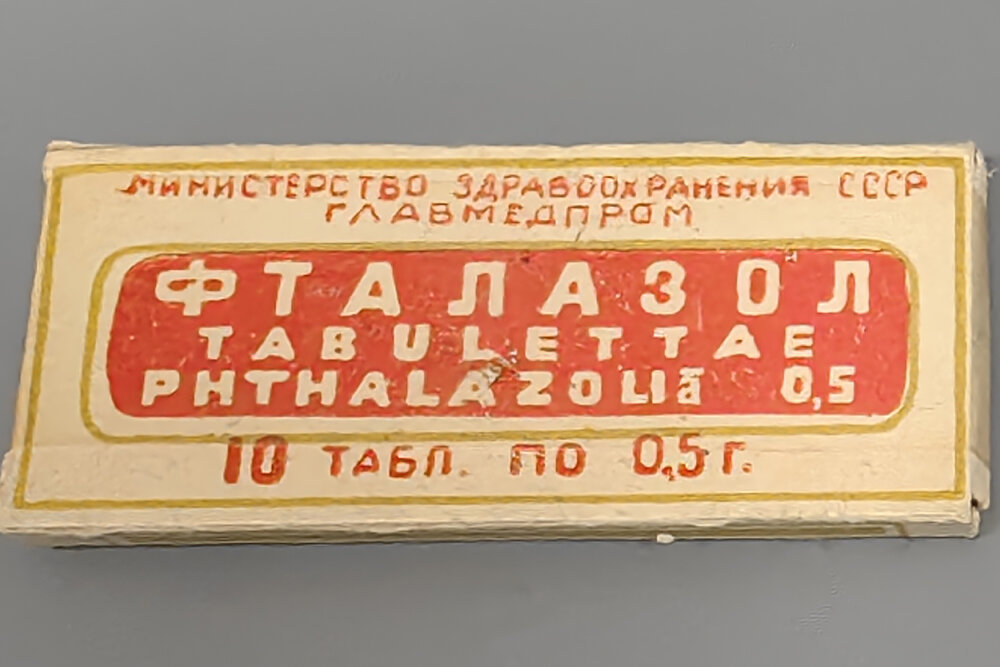 МИНИСТЕРСТВО ЗДРАВООХРАНЕНИЯ СССР
ГЛАВМЕДПРОМ
ФТАЛАЗОЛ
TABULETTAE
PHTHALAZOLI ā 0,5
10 ТАБЛ. ПО 0,5 Г.